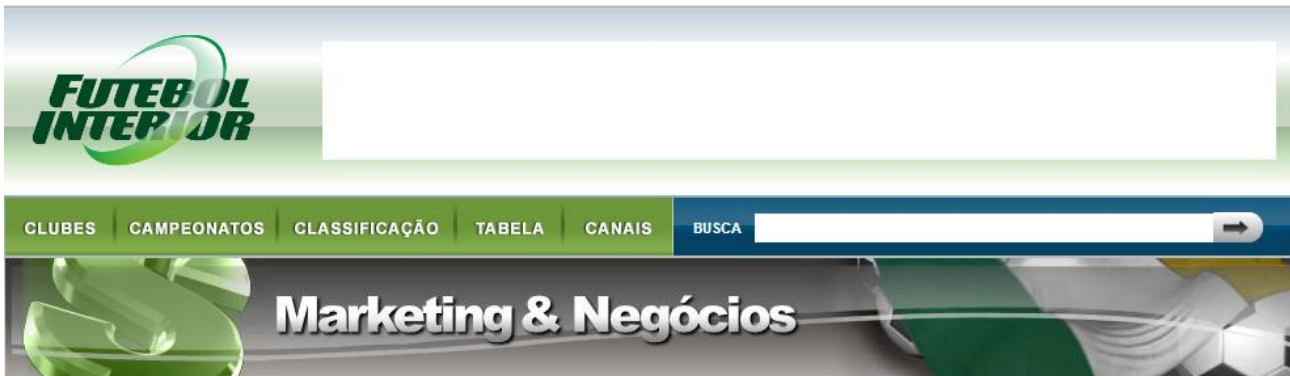 FUTEBOL
INTERIOR
CLUBES CAMPEONATOS CLASSIFICAÇÃO TABELA CANAIS BUSCA
Marketing & Negócios